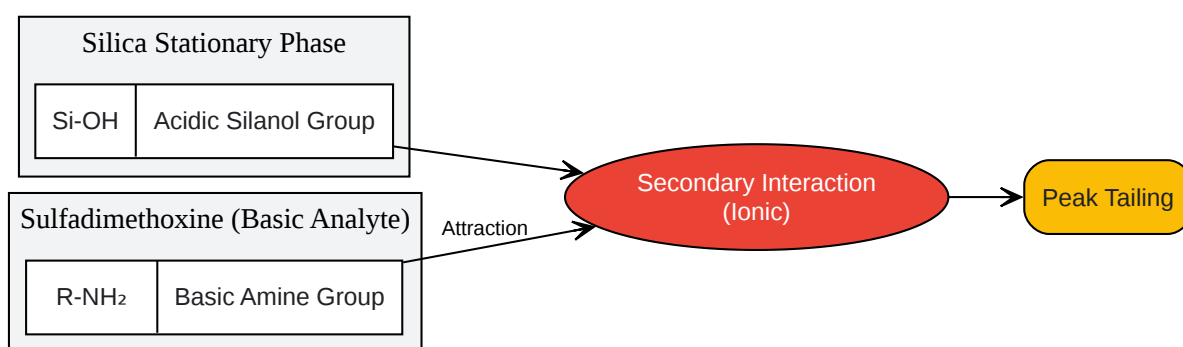 Silica Stationary Phase
Si-OH Acidic Silanol Group
Sulfadimethoxine (Basic Analyte)
R-NH₂ Basic Amine Group
Attraction
Secondary Interaction
(Ionic)
Peak Tailing